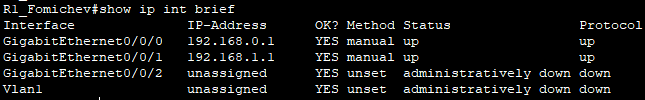 R1_Fomichev#show ip int brief
Interface IP-Address OK? Method Status Protocol
GigabitEthernet0/0/0 192.168.0.1 YES manual up up
GigabitEthernet0/0/1 192.168.1.1 YES manual up up
GigabitEthernet0/0/2 unassigned YES unset administratively down down
Vlan1 unassigned YES unset administratively down down